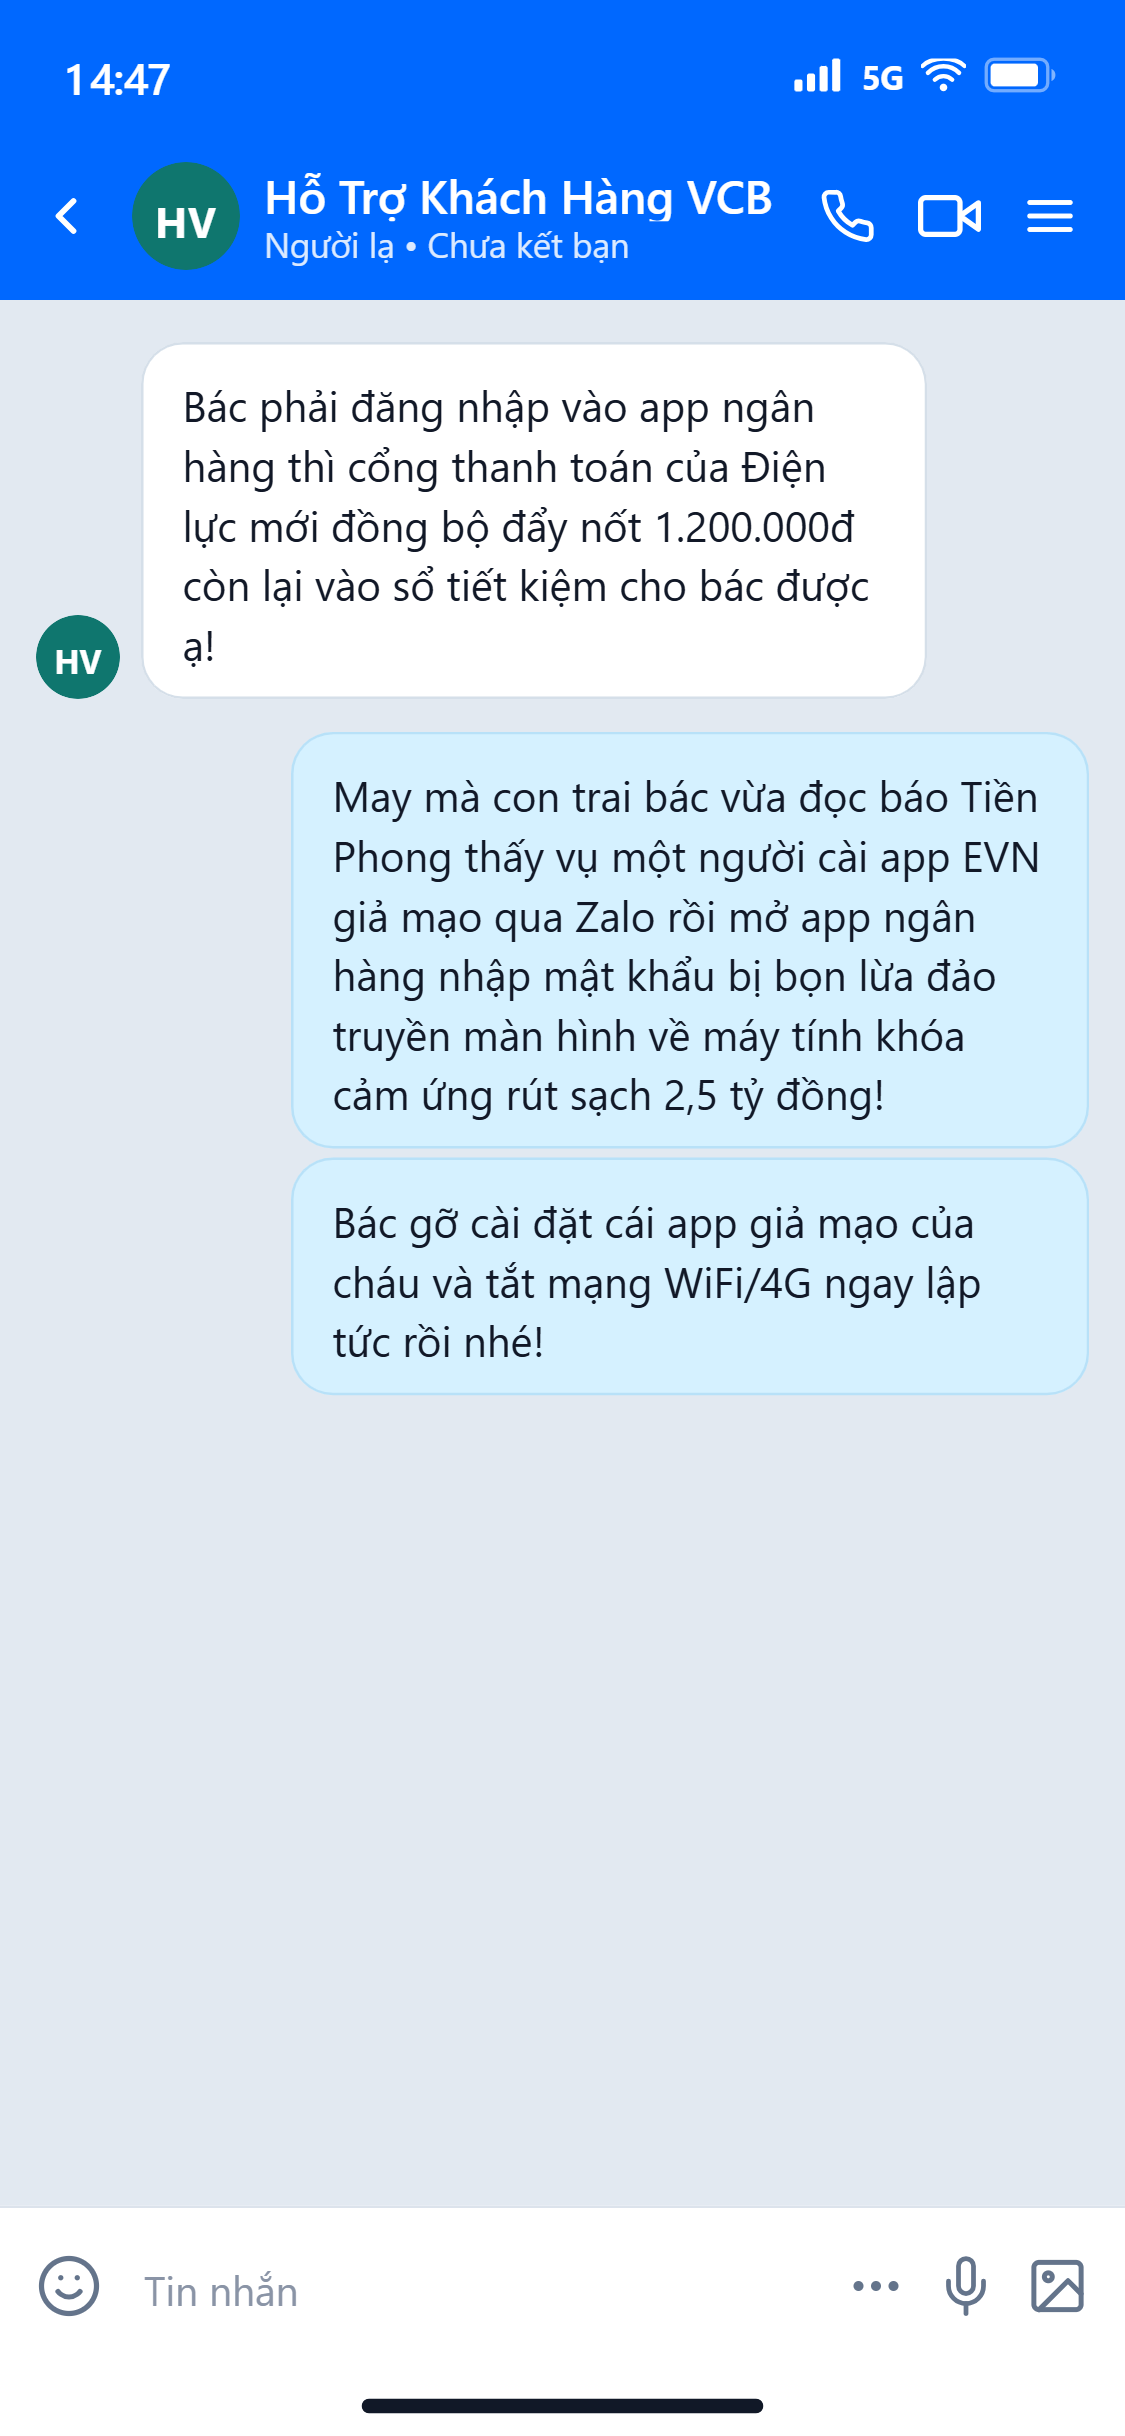 14:47
5G
HV
Hỗ Trợ Khách Hàng VCB
Người lạ • Chưa kết bạn
Bác phải đăng nhập vào app ngân
hàng thì cổng thanh toán của Điện
lực mới đồng bộ đẩy nốt 1.200.000đ
còn lại vào sổ tiết kiệm cho bác được
ạ!
HV
May mà con trai bác vừa đọc báo Tiền
Phong thấy vụ một người cài app EVN
giả mạo qua Zalo rồi mở app ngân
hàng nhập mật khẩu bị bọn lừa đảo
truyền màn hình về máy tính khóa
cảm ứng rút sạch 2,5 tỷ đồng!
Bác gỡ cài đặt cái app giả mạo của
cháu và tắt mạng WiFi/4G ngay lập
tức rồi nhé!
Tin nhắn